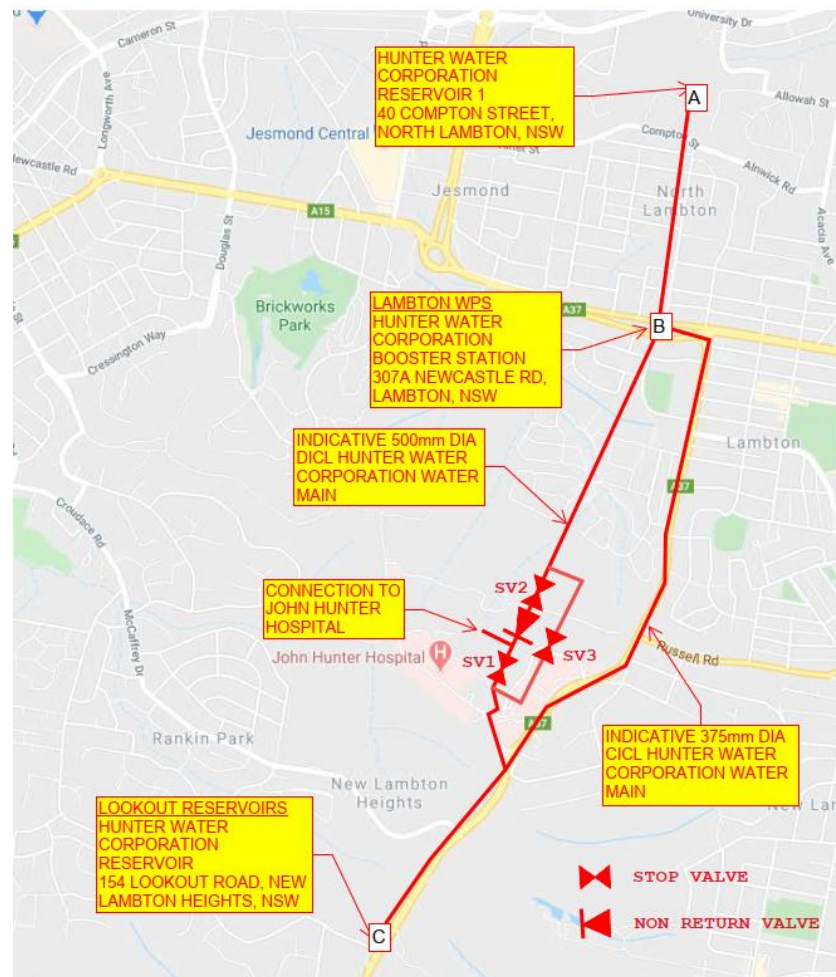 University Dr
Cameron St
HUNTER WATER
CORPORATION
RESERVOIR 1
40 COMPTON STREET,
NORTH LAMBTON, NSW
A
Allowah St
Longworth Ave
Jesmond Central
Compton St
Newcastle Rd
Jesmond
Alnwick Rd
North
Lambton
Acacia Ave
A15
Douglas St
Brickworks
Park
LAMBTON WPS
HUNTER WATER
CORPORATION
BOOSTER STATION
307A NEWCASTLE RD,
LAMBTON, NSW
A37
B
Cressington Way
INDICATIVE 500mm DIA
DICL HUNTER WATER
CORPORATION WATER
MAIN
Lambton
A37
Croudace Rd
CONNECTION TO
JOHN HUNTER
HOSPITAL
SV2
McCaffrey Dr
John Hunter Hospital
H
SV1
SV3
Russell Rd
A37
Rankin Park
INDICATIVE 375mm DIA
CICL HUNTER WATER
CORPORATION WATER
MAIN
New Lambton
Heights
New Lam
LOOKOUT RESERVOIRS
HUNTER WATER
CORPORATION
RESERVOIR
154 LOOKOUT ROAD, NEW
LAMBTON HEIGHTS, NSW
C
STOP VALVE
NON RETURN VALVE